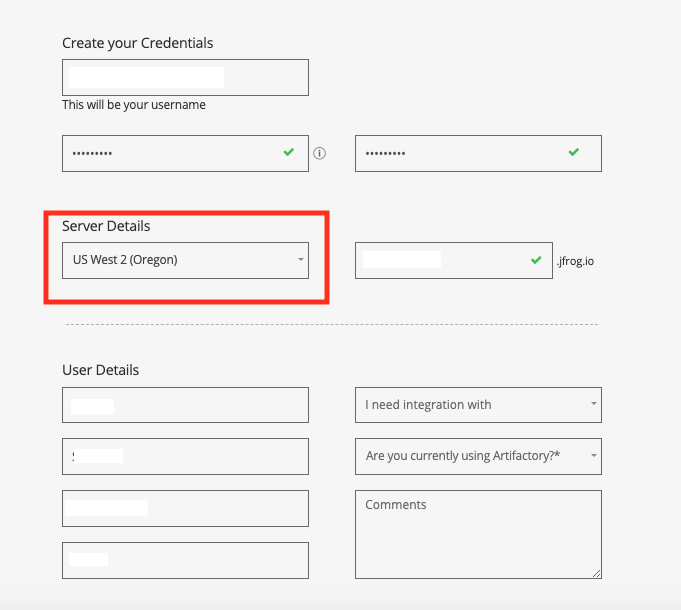 Create your Credentials
This will be your username
••••••••• •••••••••
Server Details
US West 2 (Oregon)
.jfrog.io
User Details
I need integration with
Are you currently using Artifactory?*
Comments